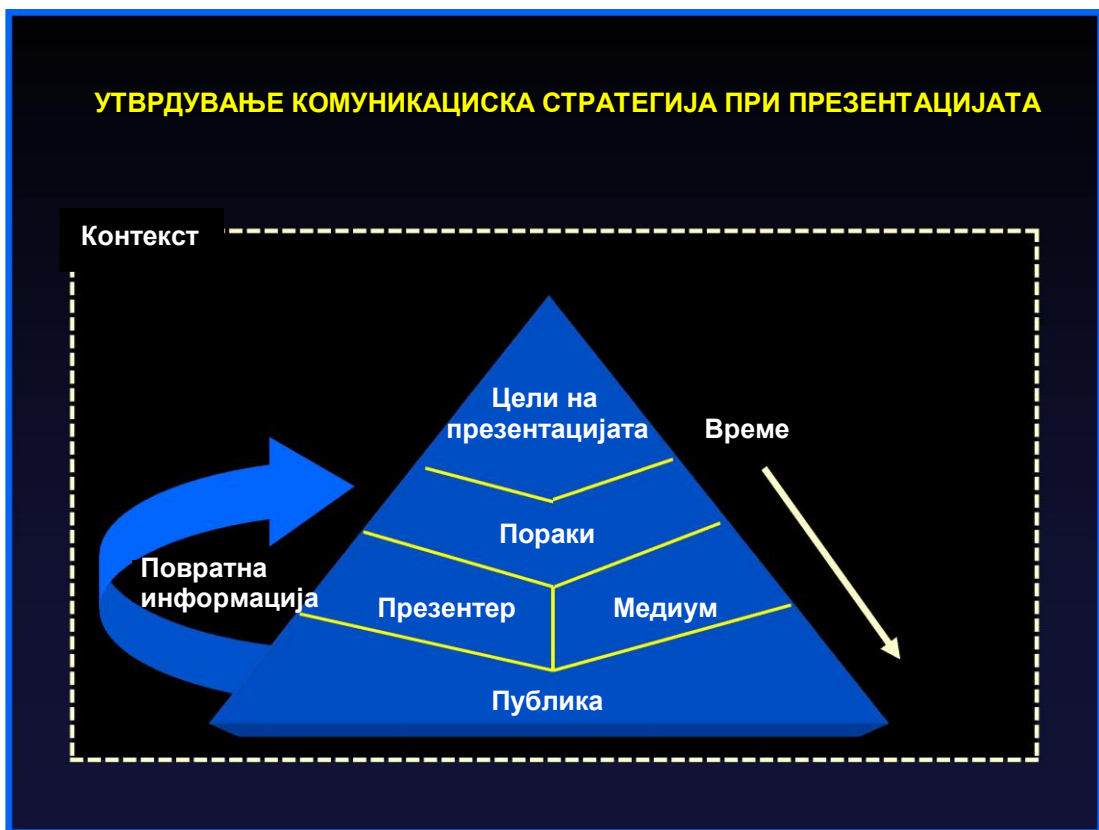 УТВРДУВАЊЕ КОМУНИКАЦИСКА СТРАТЕГИЈА ПРИ ПРЕЗЕНТАЦИЈАТА
Контекст
Цели на
презентацијата
Време
Пораки
Повратна
информација
Презентер
Медиум
Публика